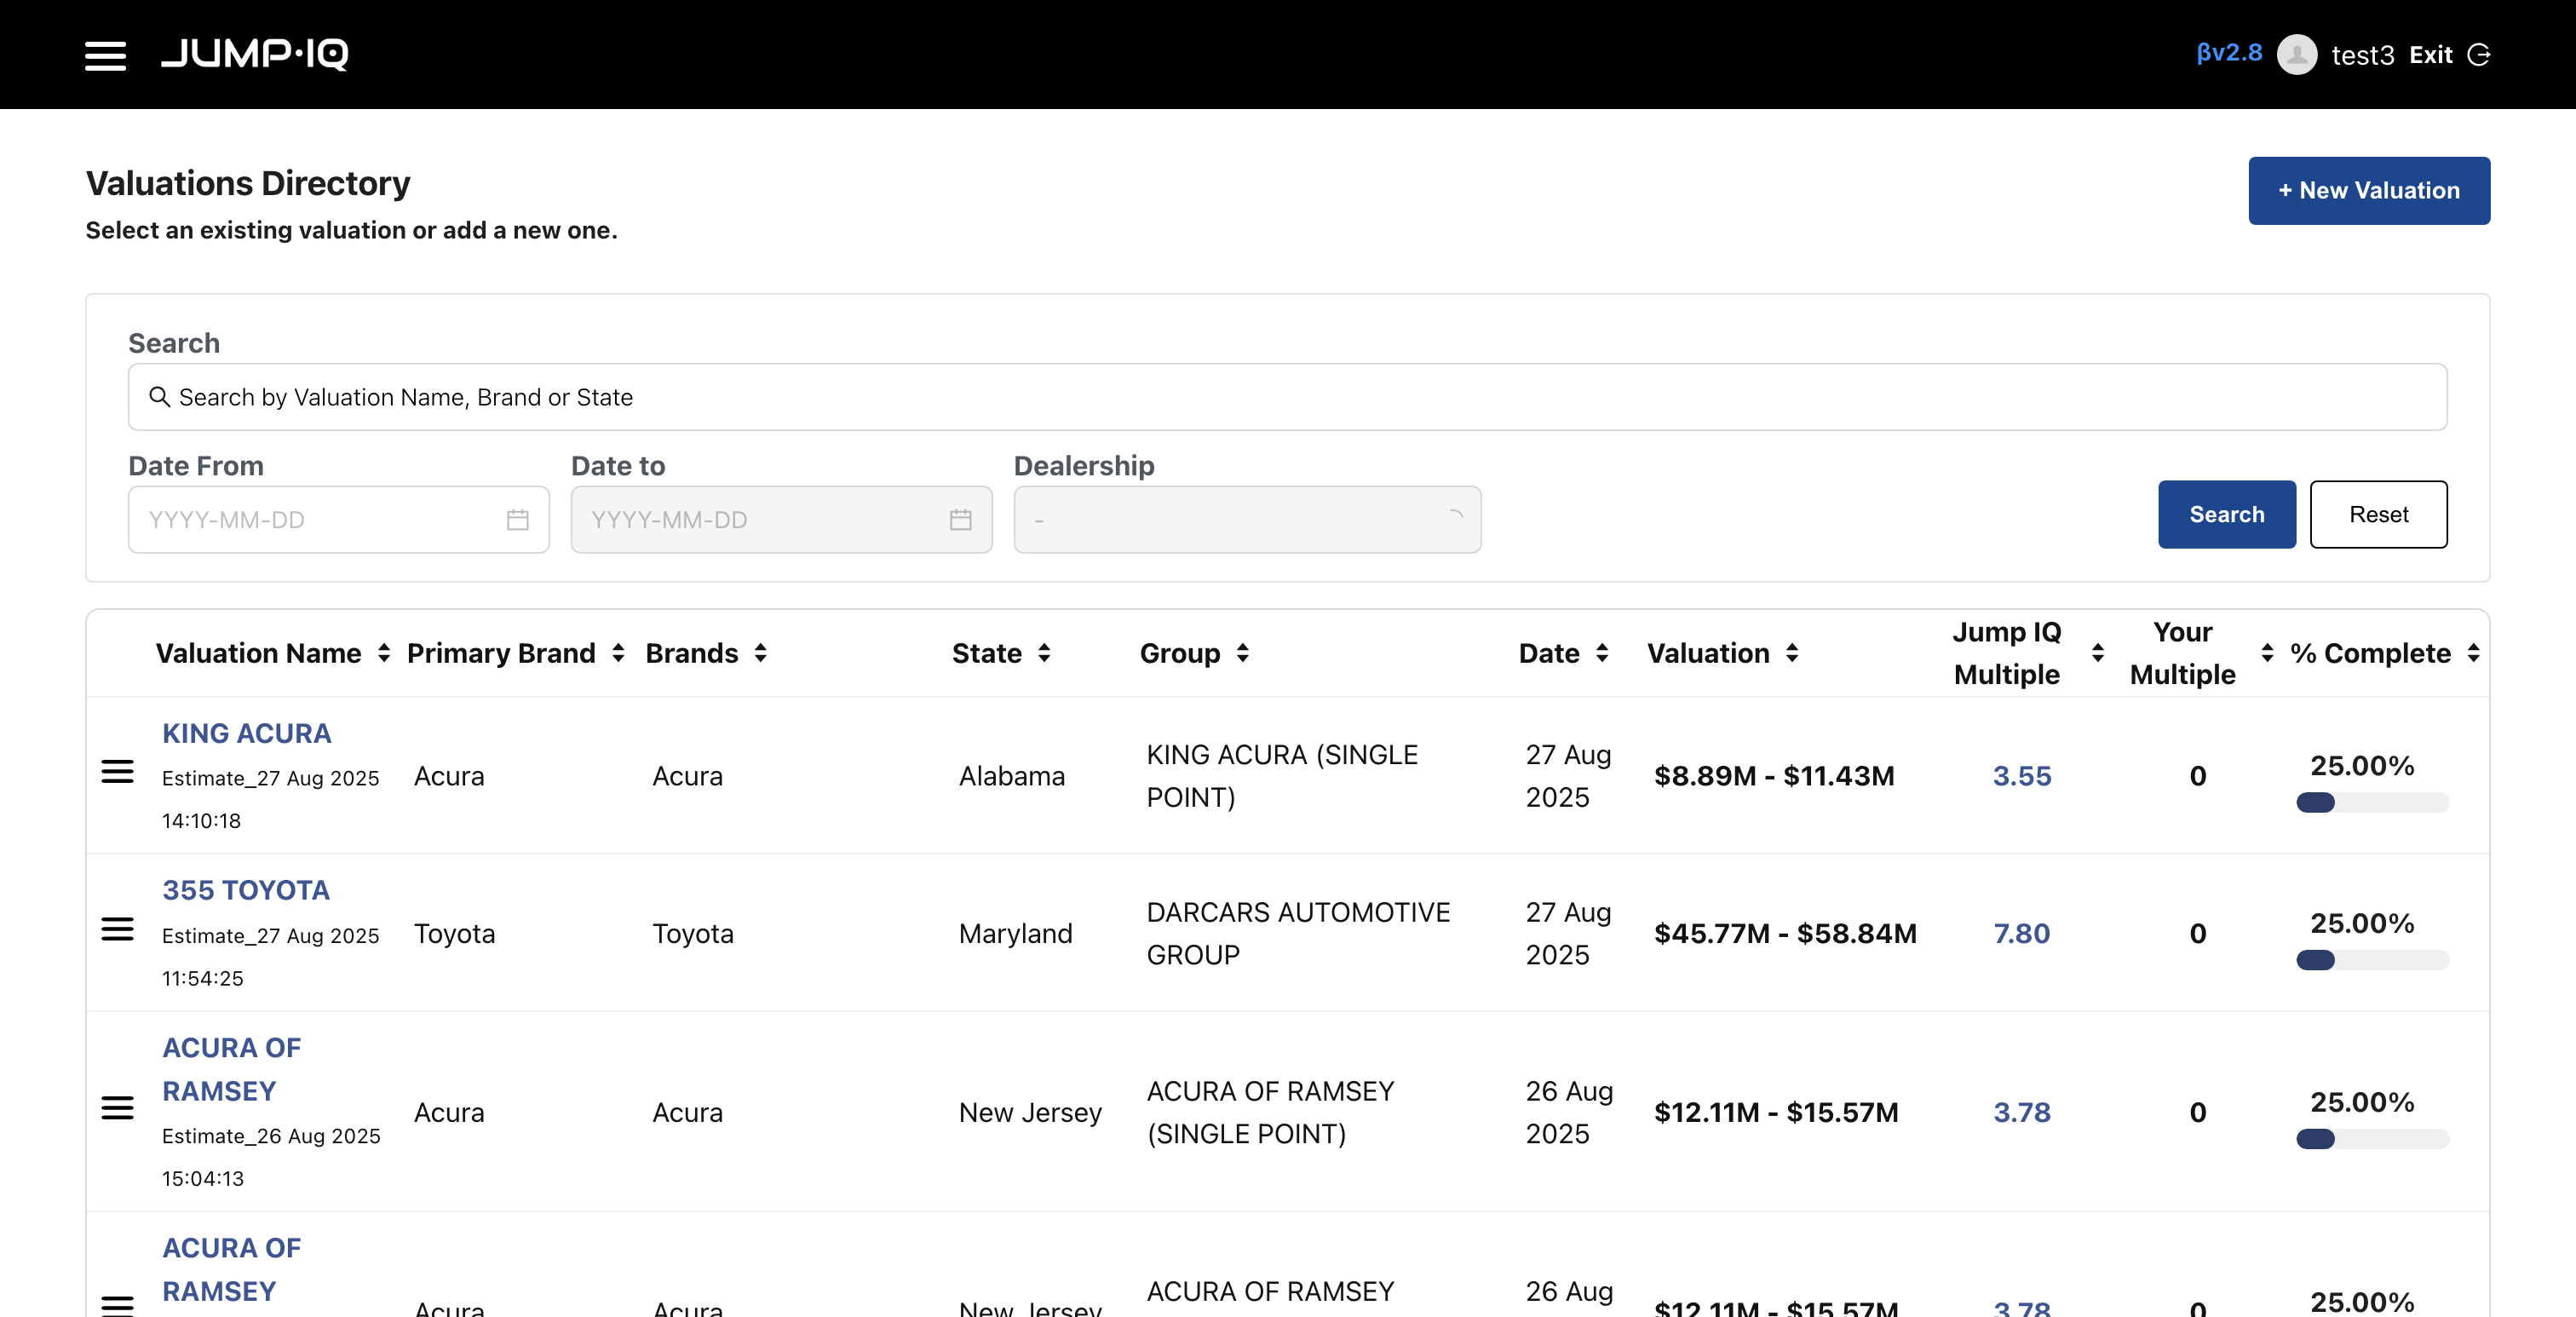 JUMP·IQ
βv2.8 test3 Exit
Valuations Directory
+ New Valuation
Select an existing valuation or add a new one.
Search
Search by Valuation Name, Brand or State
Date From Date to Dealership
YYYY-MM-DD YYYY-MM-DD - Search Reset
Valuation Name Primary Brand Brands State Group Date Valuation Jump IQ Multiple Your Multiple % Complete
KING ACURA
Estimate_27 Aug 2025
14:10:18
Acura Acura Alabama
KING ACURA (SINGLE
POINT)
27 Aug
2025
$8.89M - $11.43M 3.55 0 25.00%
355 TOYOTA
Estimate_27 Aug 2025
11:54:25
Toyota Toyota Maryland
DARCARS AUTOMOTIVE
GROUP
27 Aug
2025
$45.77M - $58.84M 7.80 0 25.00%
ACURA OF
RAMSEY
Estimate_26 Aug 2025
15:04:13
Acura Acura New Jersey
ACURA OF RAMSEY
(SINGLE POINT)
26 Aug
2025
$12.11M - $15.57M 3.78 0 25.00%
ACURA OF
RAMSEY
Acura Acura New Jersey
ACURA OF RAMSEY
26 Aug
$12.11M - $15.57M 3.78 0 25.00%